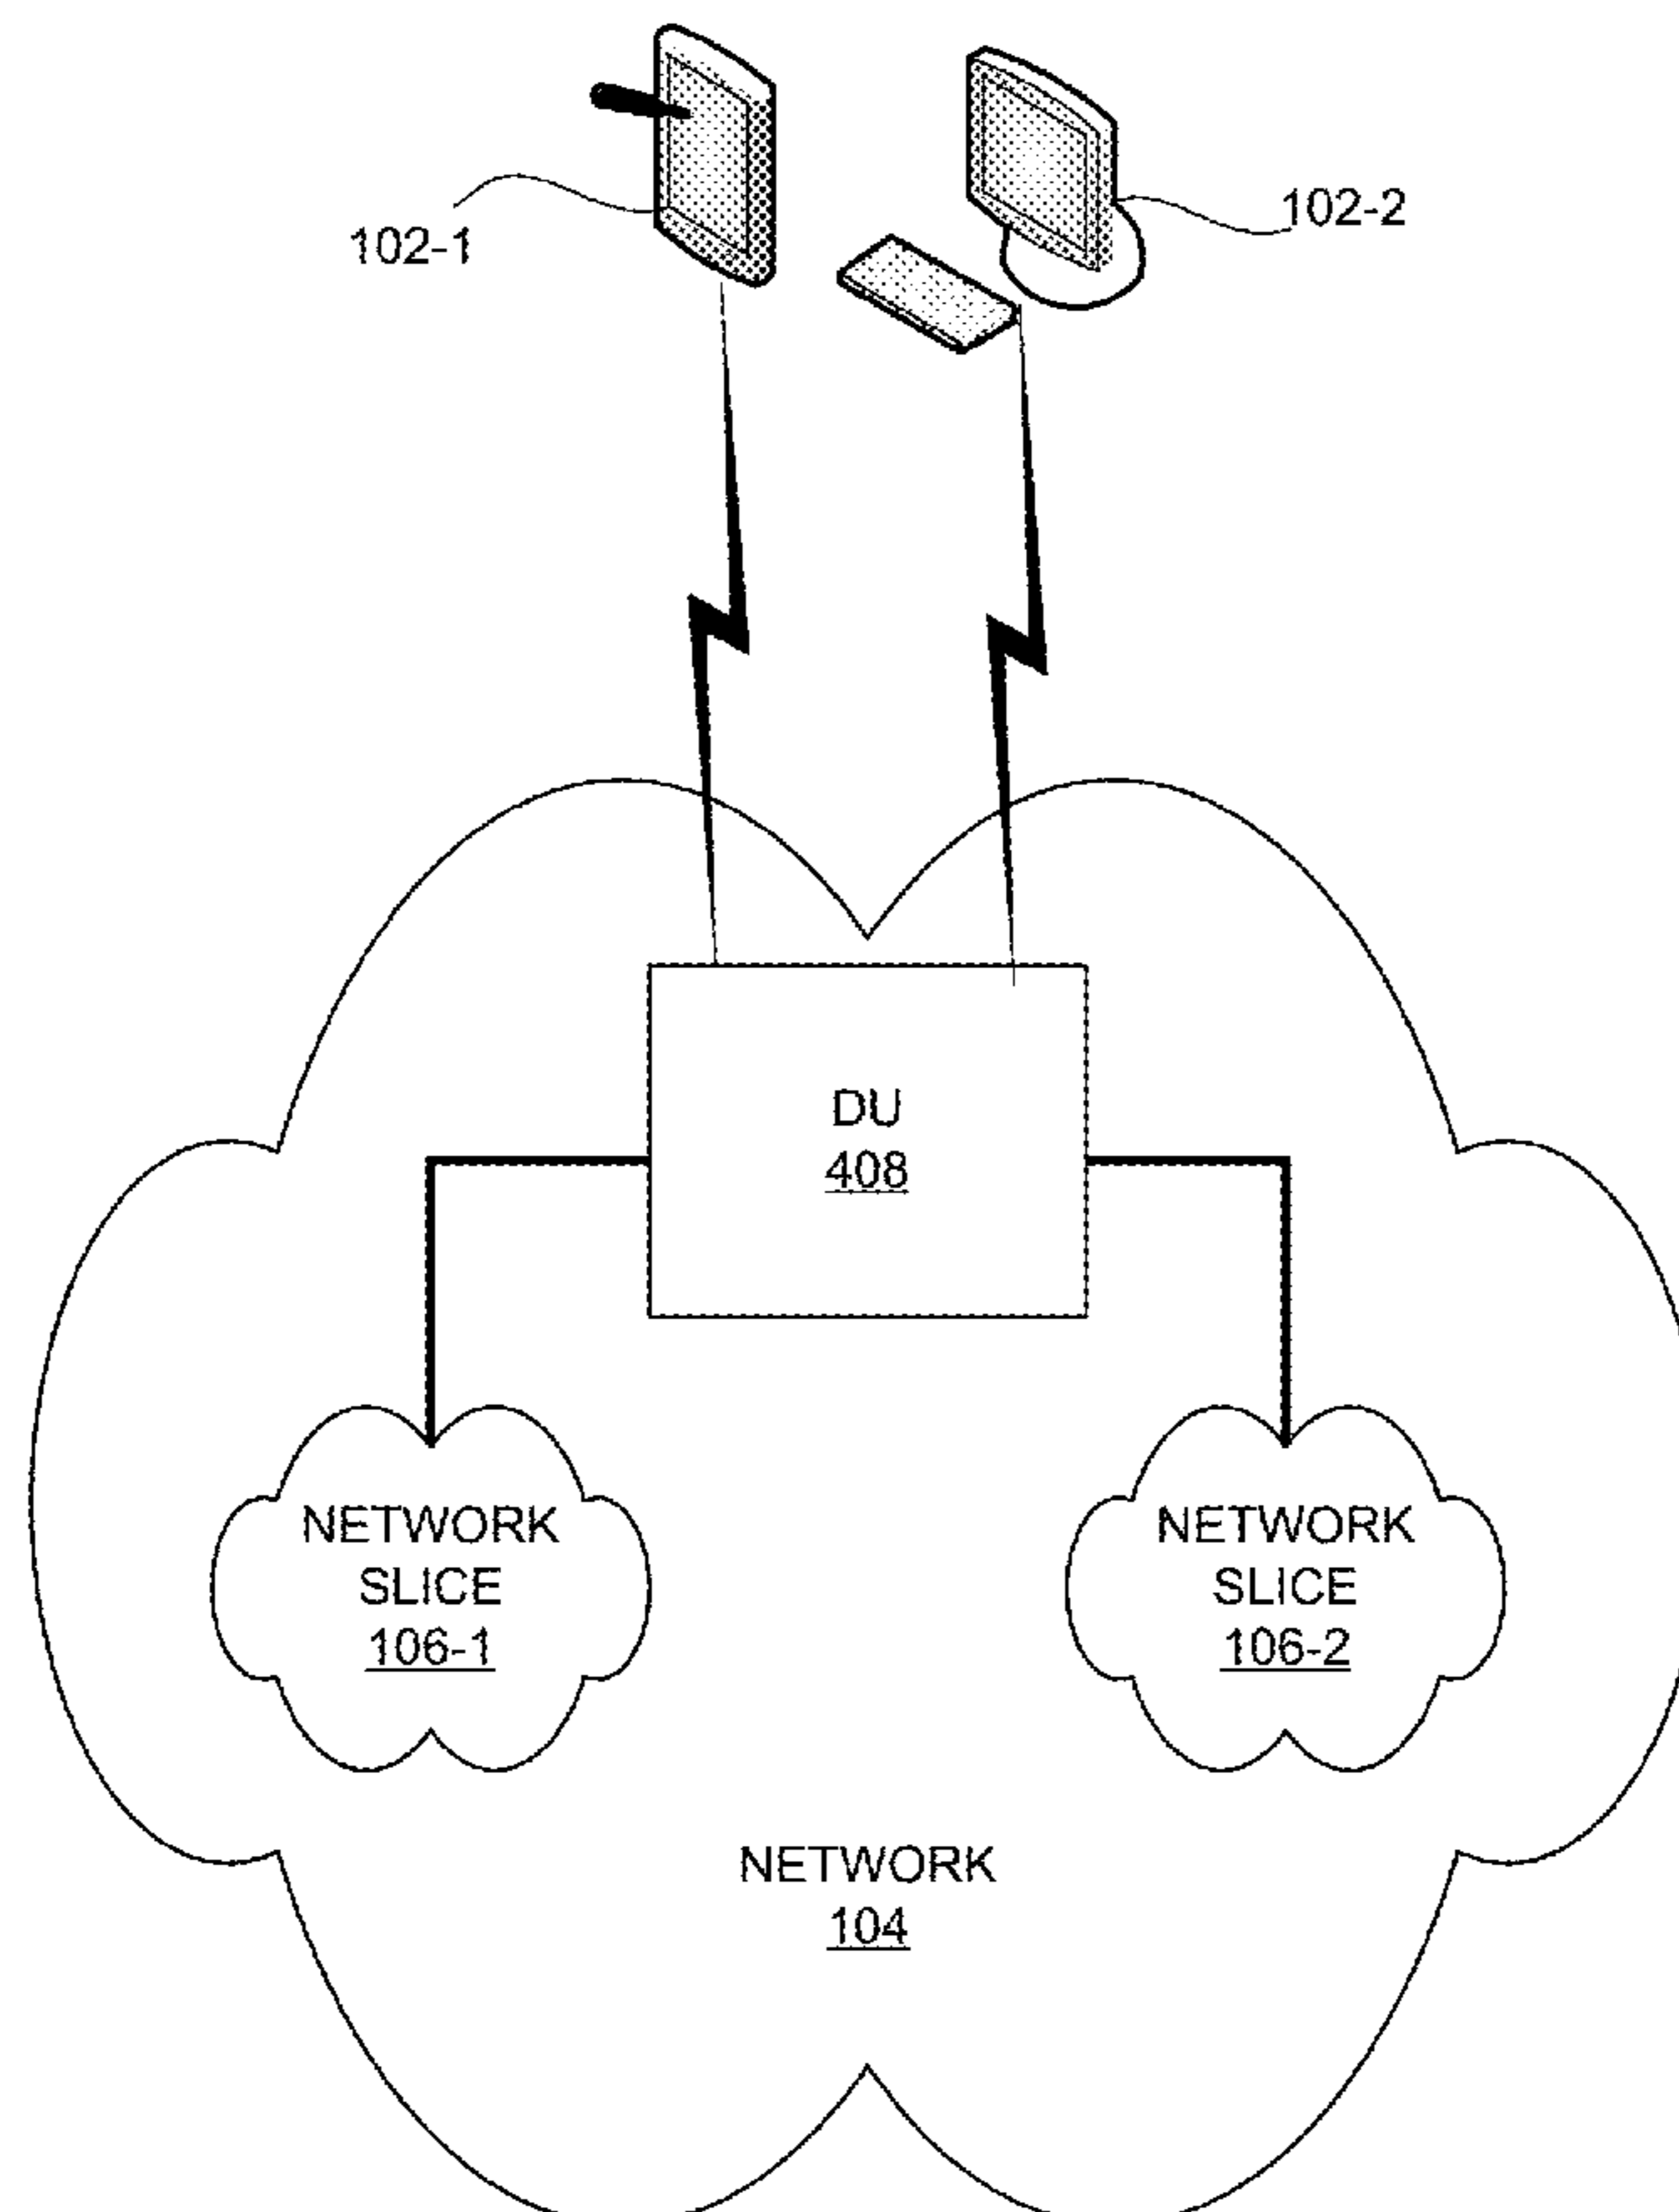 102-1
102-2
DU
408
NETWORK
SLICE
106-1
NETWORK
SLICE
106-2
NETWORK
104